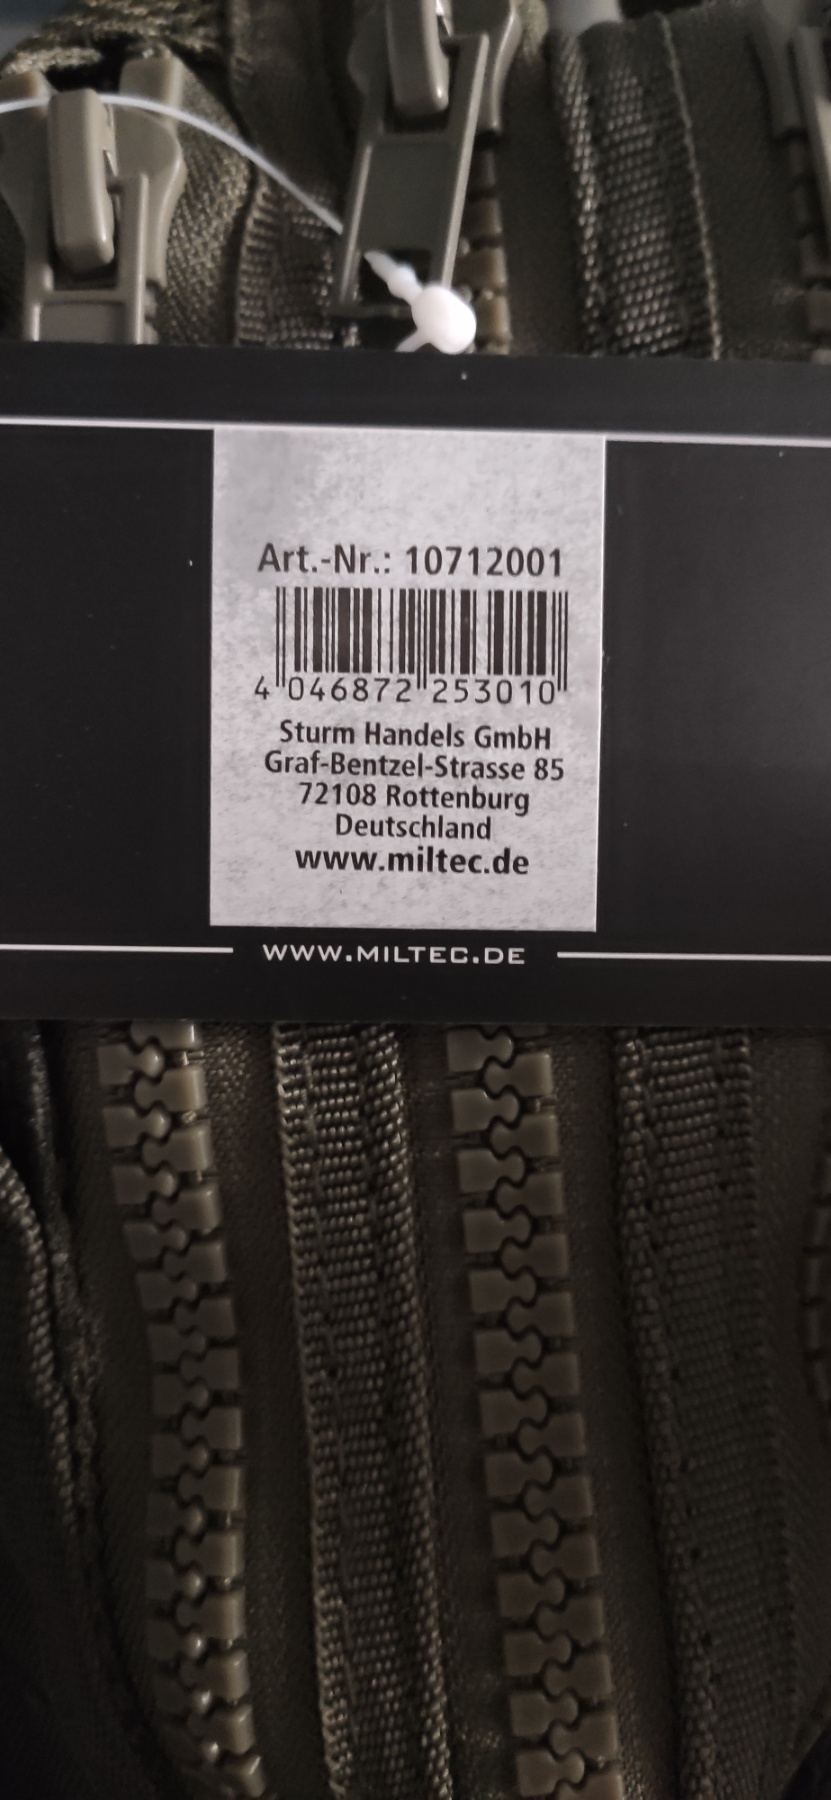 Art.-Nr.: 10712001
4 046872 253010
Sturm Handels GmbH
Graf-Bentzel-Strasse 85
72108 Rottenburg
Deutschland
www.miltec.de
WWW.MILTEC.DE